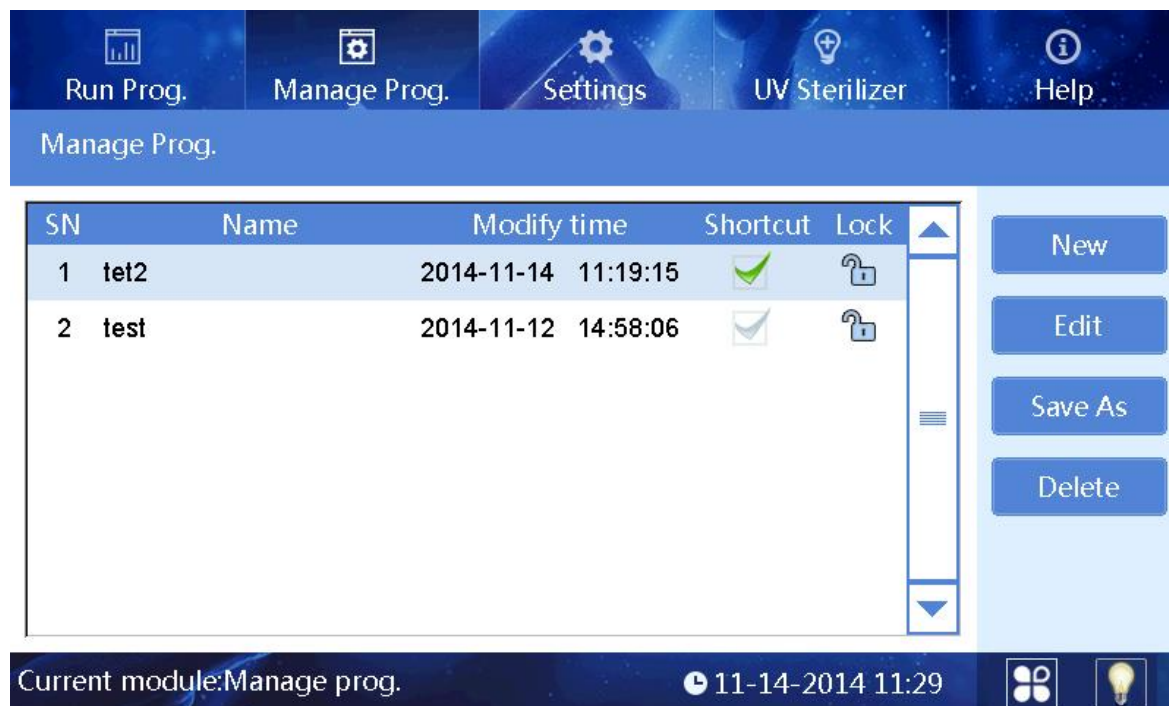 Run Prog. Manage Prog. Settings UV Sterilizer Help
Manage Prog.
SN Name Modify time Shortcut Lock
1 tet2 2014-11-14 11:19:15
2 test 2014-11-12 14:58:06
New
Edit
Save As
Delete
Current module:Manage prog. 11-14-2014 11:29